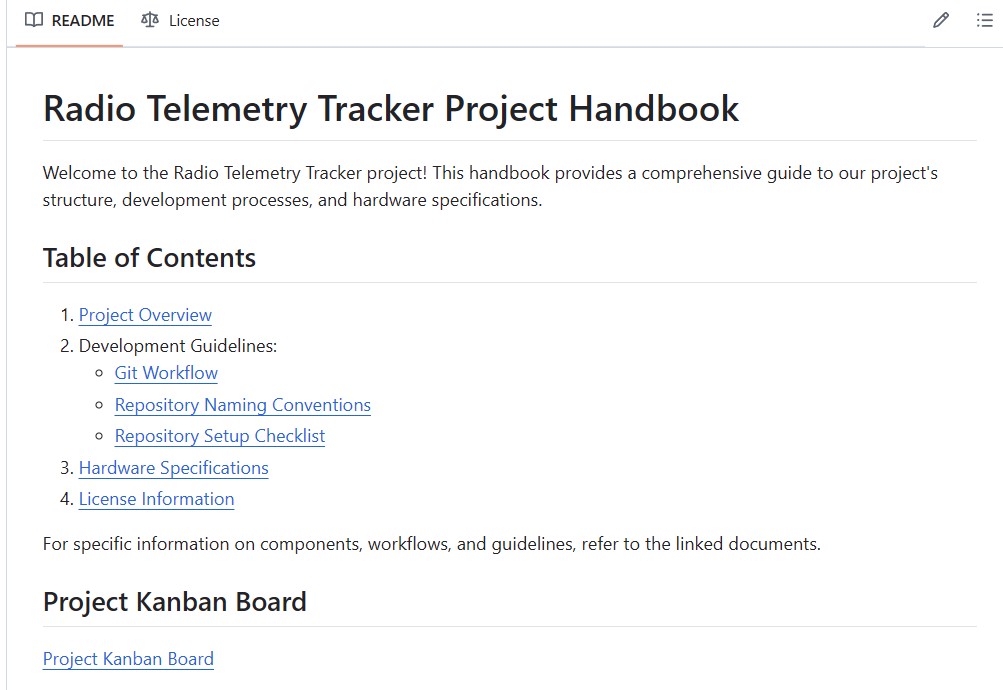 README License
Radio Telemetry Tracker Project Handbook
Welcome to the Radio Telemetry Tracker project! This handbook provides a comprehensive guide to our project's
structure, development processes, and hardware specifications.
Table of Contents
1. Project Overview
2. Development Guidelines:
Git Workflow
Repository Naming Conventions
Repository Setup Checklist
3. Hardware Specifications
4. License Information
For specific information on components, workflows, and guidelines, refer to the linked documents.
Project Kanban Board
Project Kanban Board